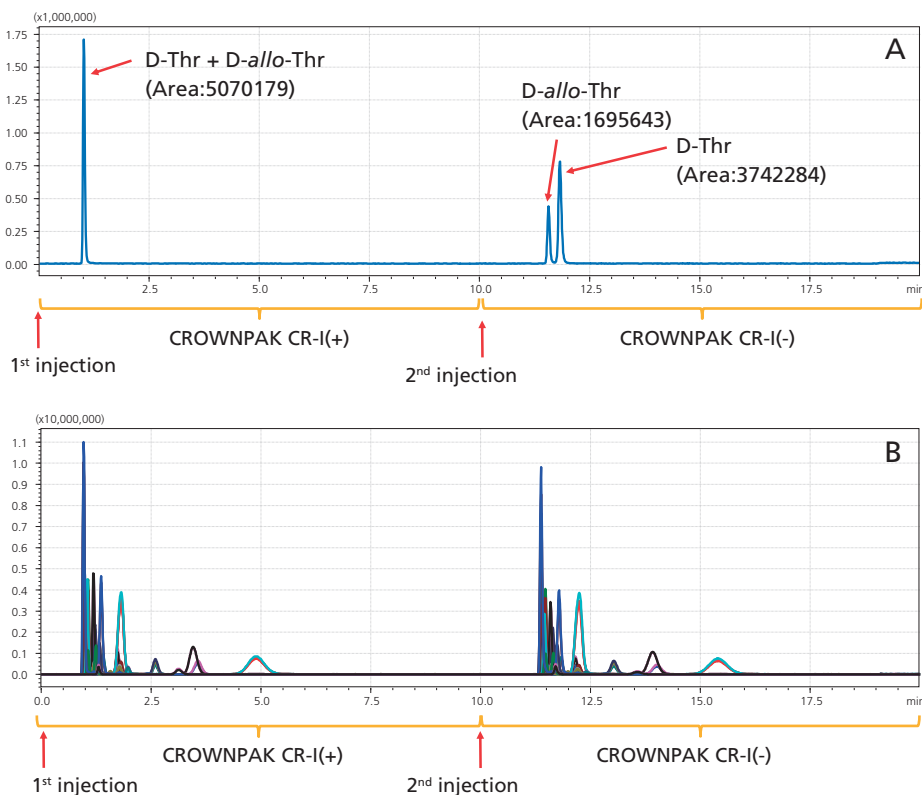 (x1,000,000)
A
1.75
1.50
1.25
1.00
0.75
0.50
0.25
0.00
D-Thr + D-allo-Thr
(Area:5070179)
D-allo-Thr
(Area:1695643)
D-Thr
(Area:3742284)
2.5 5.0 7.5 10.0 12.5 15.0 17.5 min
CROWNPAK CR-I(+) CROWNPAK CR-I(-)
1st injection 2nd injection
(x10,000,000)
B
1.1
1.0
0.9
0.8
0.7
0.6
0.5
0.4
0.3
0.2
0.1
0.0
0.0 2.5 5.0 7.5 10.0 12.5 15.0 17.5 min
CROWNPAK CR-I(+) CROWNPAK CR-I(-)
1st injection 2nd injection